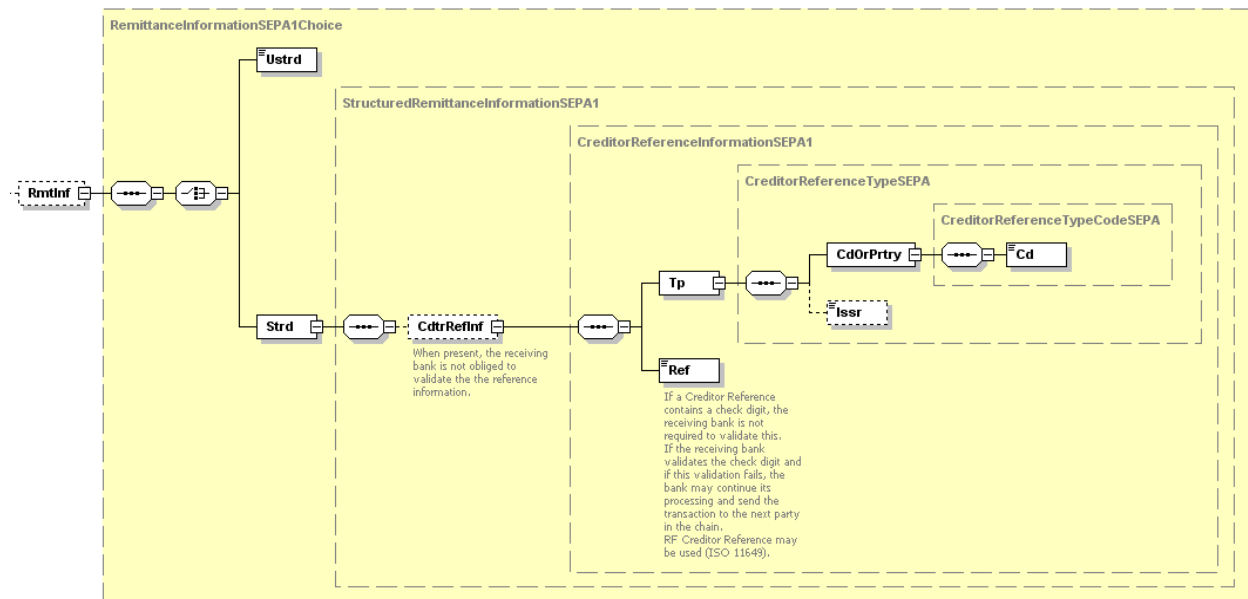 RemittanceInformationSEPA1Choice
Ustrd
StructuredRemittanceInformationSEPA1
CreditorReferenceInformationSEPA1
CreditorReferenceTypeSEPA
CreditorReferenceTypeCodeSEPA
RmtInf
CdOrPrtry
Cd
Tp
Issr
Strd
CdtrRefInf
When present, the receiving
bank is not obliged to
validate the the reference
information.
Ref
If a Creditor Reference
contains a check digit, the
receiving bank is not
required to validate this.
If the receiving bank
validates the check digit and
if this validation fails, the
bank may continue its
processing and send the
transaction to the next party
in the chain.
RF Creditor Reference may
be used (ISO 11649).